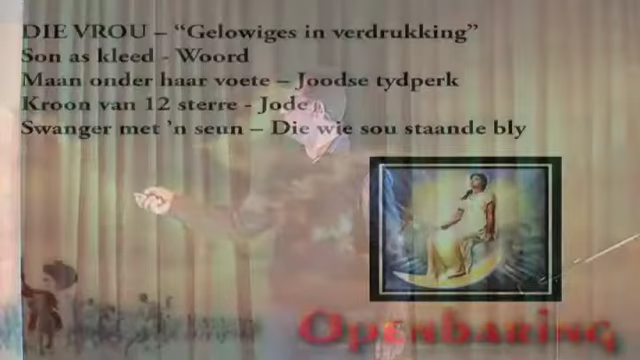 DIE VROU – “Gelowiges in verdrukking”
Son as kleed - Woord
Maan onder haar voete – Joodse tydperk
Kroon van 12 sterre - Jode
Swanger met ’n seun – Die wie sou staande bly
Openbaring